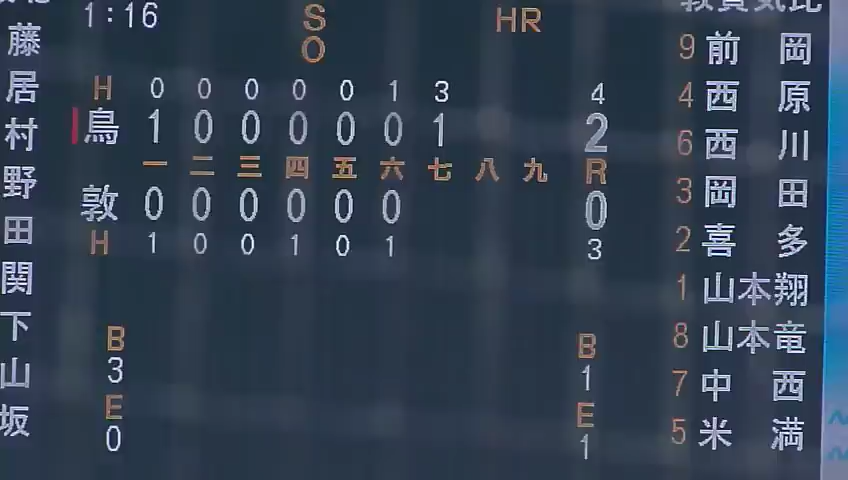 1:16 S HR 敦賀気比
藤 O 9 前岡
居 H 0 0 0 0 0 1 3 4 4 西原
村 鳥 1 0 0 0 0 0 1 2 6 西川
野 一 二 三 四 五 六 七 八 九 R 3 岡田
田 敦 0 0 0 0 0 0 0 2 喜多
H 1 0 0 1 0 1 3
関 1 山本翔
下 B B 8 山本竜
山 3 1 7 中西
坂 E E 5 米満
0 1